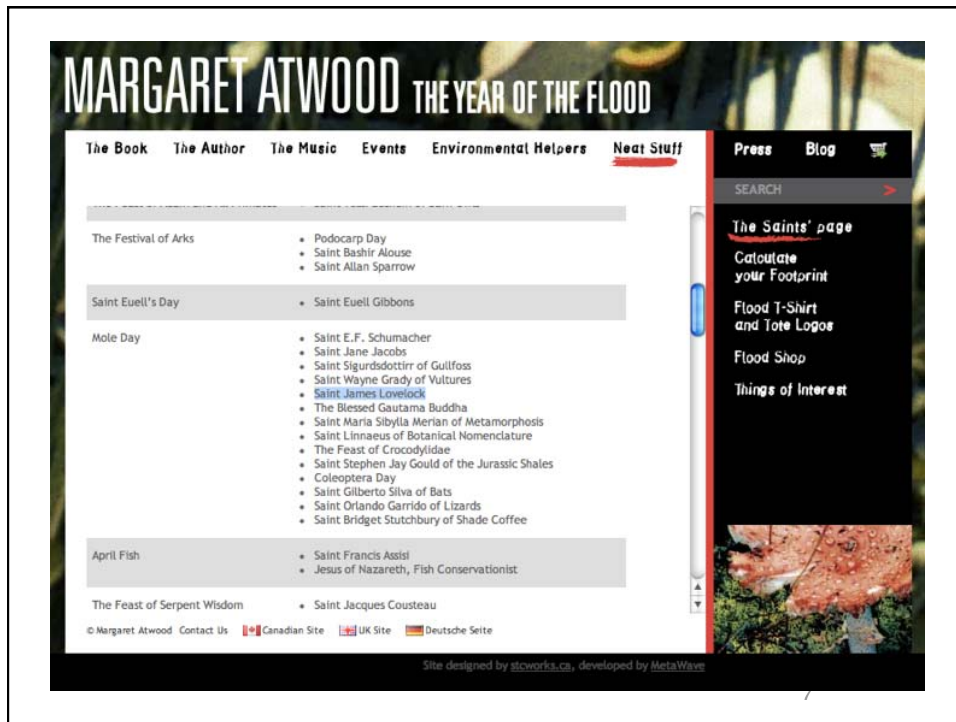 MARGARET ATWOOD THE YEAR OF THE FLOOD
The Book The Author The Music Events Environmental Helpers Neat Stuff
Press Blog
SEARCH >
The Festival of Arks
• Podocarp Day
• Saint Bashir Alouse
• Saint Allan Sparrow
Saint Euell's Day
• Saint Euell Gibbons
Mole Day
• Saint E.F. Schumacher
• Saint Jane Jacobs
• Saint Sigurdsdottirr of Gullfoss
• Saint Wayne Grady of Vultures
• Saint James Lovelock
• The Blessed Gautama Buddha
• Saint Maria Sibylla Merian of Metamorphosis
• Saint Linnaeus of Botanical Nomenclature
• The Feast of Crocodylidae
• Saint Stephen Jay Gould of the Jurassic Shales
• Coleoptera Day
• Saint Gilberto Silva of Bats
• Saint Orlando Garrido of Lizards
• Saint Bridget Stutchbury of Shade Coffee
April Fish
• Saint Francis Assisi
• Jesus of Nazareth, Fish Conservationist
The Feast of Serpent Wisdom
• Saint Jacques Cousteau
© Margaret Atwood Contact Us Canadian Site UK Site Deutsche Seite
The Saints' page
Calculate
your Footprint
Flood T-Shirt
and Tote Logos
Flood Shop
Things of Interest
Site designed by stcworks.ca, developed by MetaWave